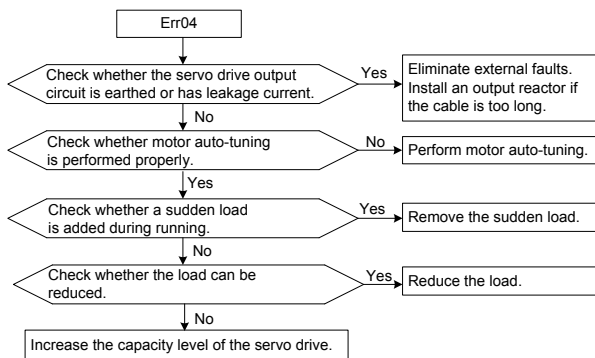 Err04
Check whether the servo drive output
circuit is earthed or has leakage current.
Yes
Eliminate external faults.
Install an output reactor if
the cable is too long.
No
Check whether motor auto-tuning
is performed properly.
No
Perform motor auto-tuning.
Yes
Check whether a sudden load
is added during running.
Yes
Remove the sudden load.
No
Check whether the load can be
reduced.
Yes
Reduce the load.
No
Increase the capacity level of the servo drive.